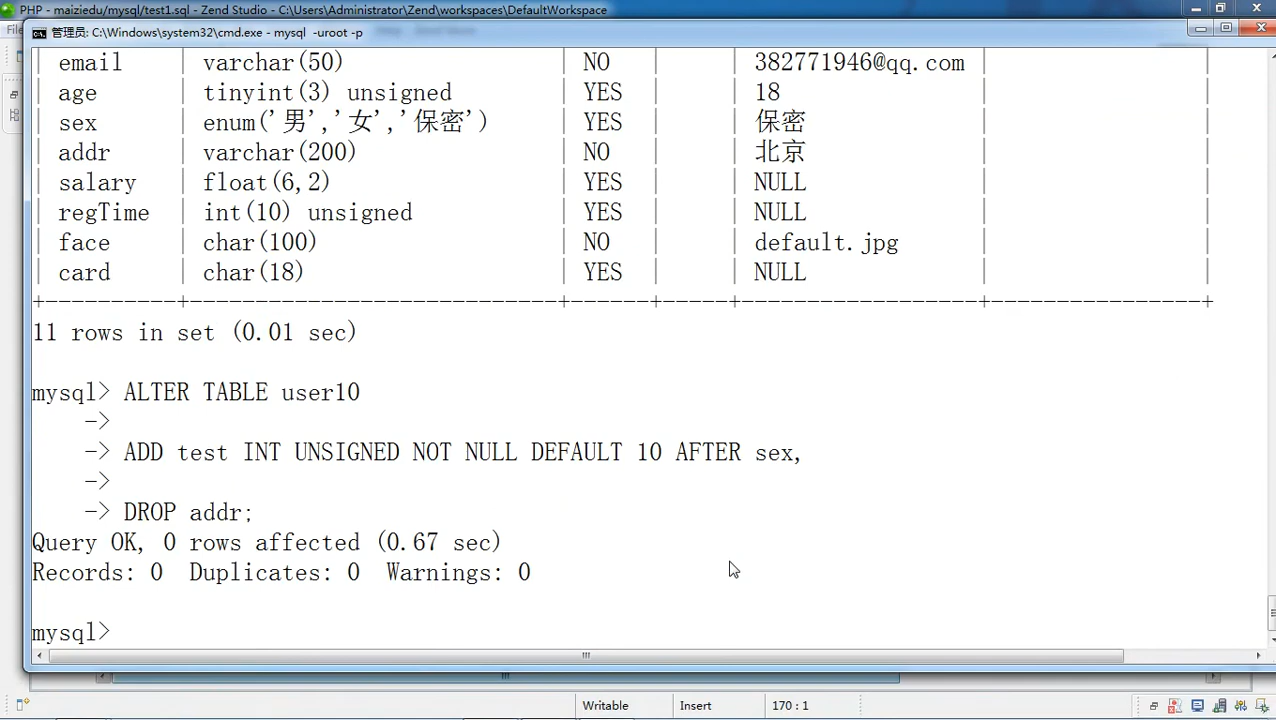 PHP - maiziedu/mysql/test1.sql - Zend Studio - C:\Users\Administrator\Zend\workspaces\DefaultWorkspace
管理员: C:\Windows\system32\cmd.exe - mysql  -uroot -p
| email | varchar(50) | NO | | 382771946@qq.com | |
| age | tinyint(3) unsigned | YES | | 18 | |
| sex | enum('男','女','保密') | YES | | 保密 | |
| addr | varchar(200) | NO | | 北京 | |
| salary | float(6,2) | YES | | NULL | |
| regTime | int(10) unsigned | YES | | NULL | |
| face | char(100) | NO | | default.jpg | |
| card | char(18) | YES | | NULL | |
11 rows in set (0.01 sec)
mysql> ALTER TABLE user10
->
-> ADD test INT UNSIGNED NOT NULL DEFAULT 10 AFTER sex,
->
-> DROP addr;
Query OK, 0 rows affected (0.67 sec)
Records: 0  Duplicates: 0  Warnings: 0
mysql>
Writable Insert 170 : 1